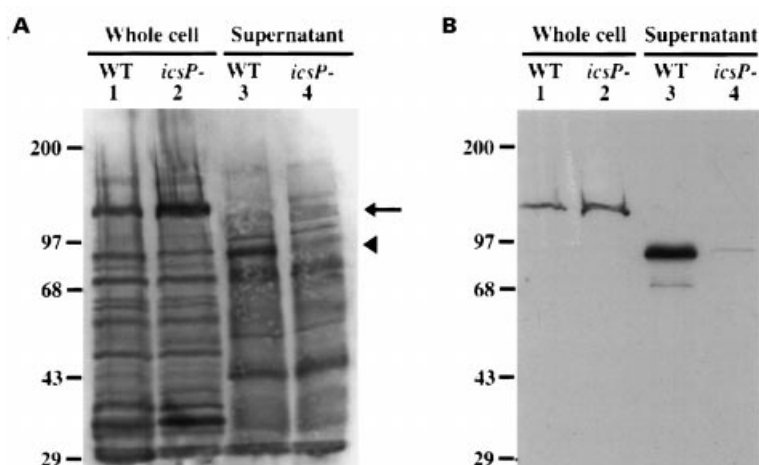 A
Whole cell Supernatant
WT icsP- WT icsP-
1 2 3 4
200
97
68
43
29
B
Whole cell Supernatant
WT icsP- WT icsP-
1 2 3 4
200
97
68
43
29